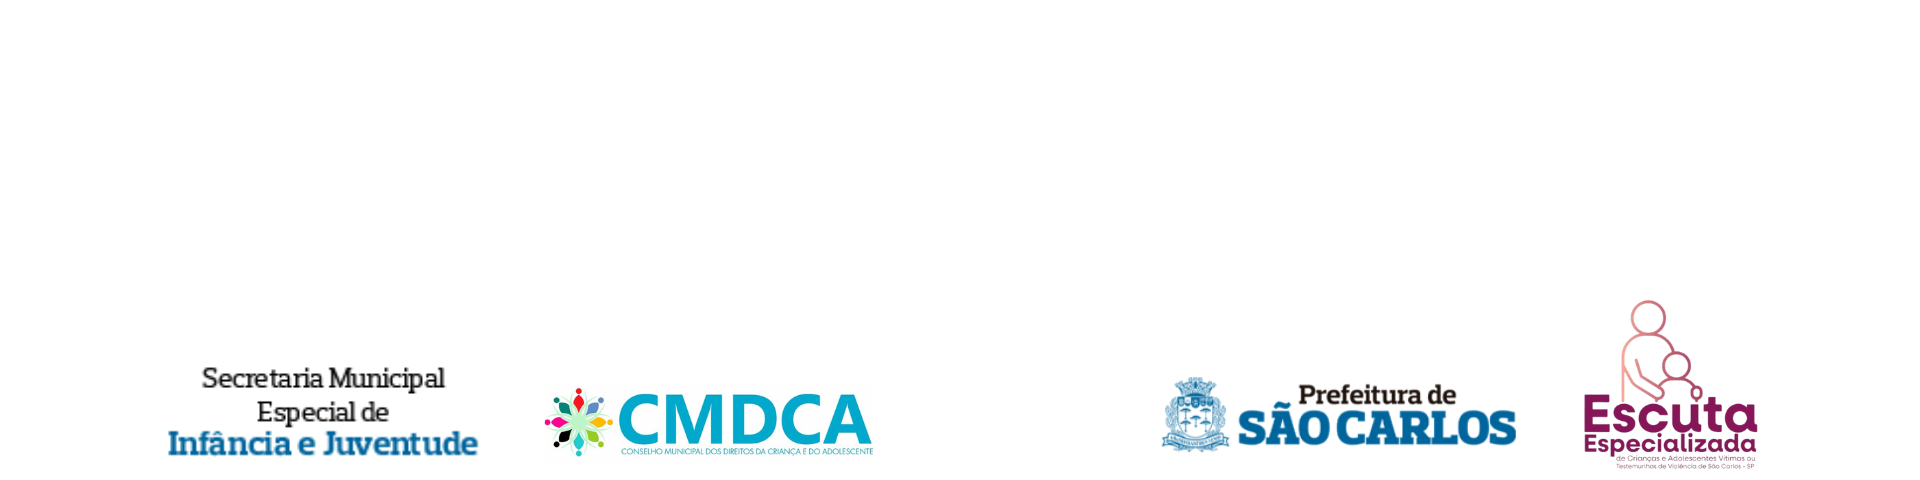 Secretaria Municipal
Especial de
Infância e Juventude
CMDCA
CONSELHO MUNICIPAL DOS DIREITOS DA CRIANÇA E DO ADOLESCENTE
Prefeitura de
SÃO CARLOS
Escuta
Especializada
de Crianças e Adolescentes Vítimas ou
Testemunhas de Violência de São Carlos - SP